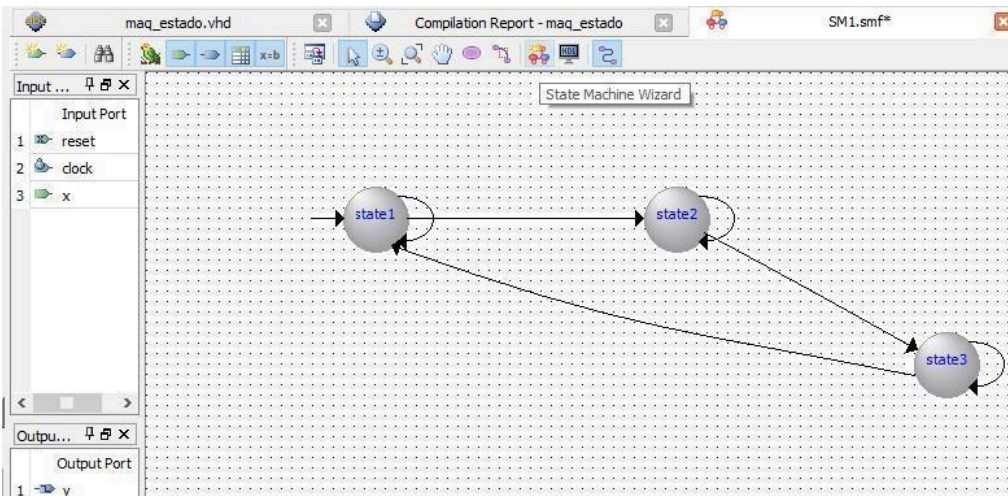 maq_estado.vhd
Compilation Report - maq_estado
SM1.smf*
x=b
HDL
State Machine Wizard
Input ...
Input Port
1 reset
2 clock
3 x
state1
state2
state3
Outpu...
Output Port
1 y